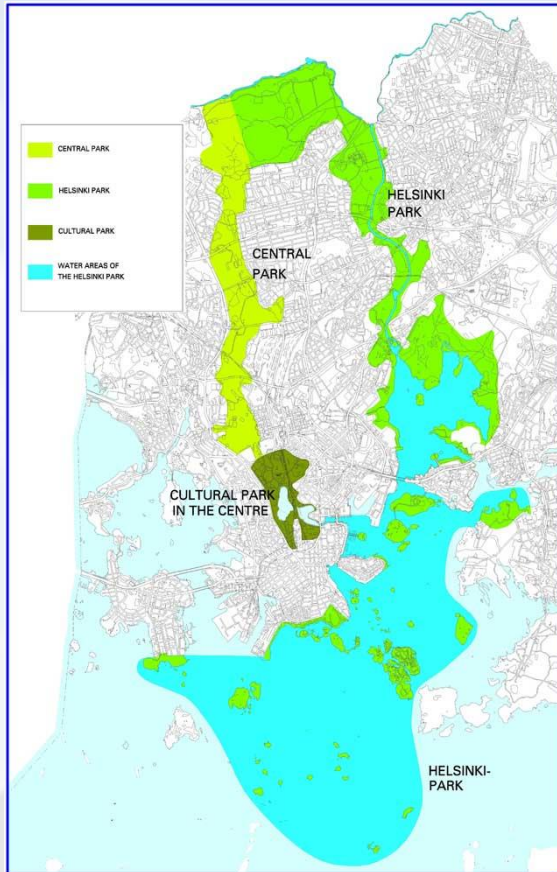 CENTRAL PARK
HELSINKI PARK
CULTURAL PARK
WATER AREAS OF
THE HELSINKI PARK
HELSINKI
PARK
CENTRAL
PARK
CULTURAL PARK
IN THE CENTRE
HELSINKI-
PARK